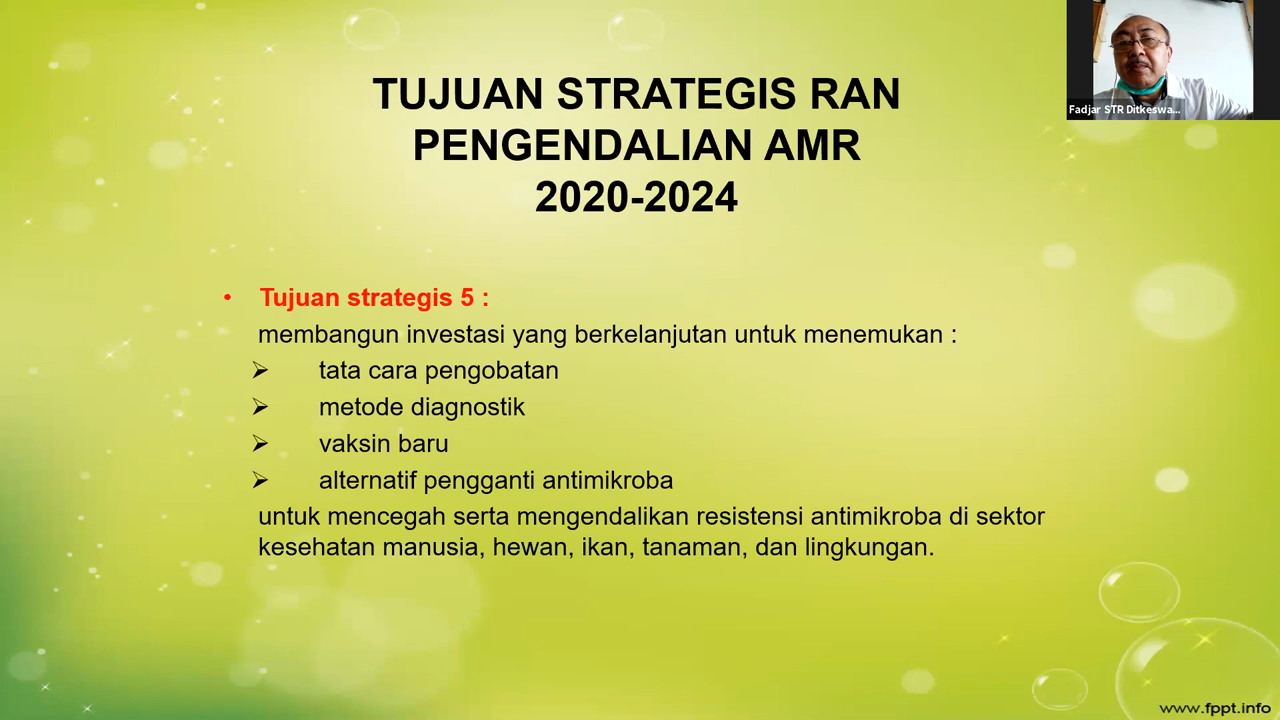 TUJUAN STRATEGIS RAN
PENGENDALIAN AMR
2020-2024
Fadjar STR Ditkeswa...
• Tujuan strategis 5 :
membangun investasi yang berkelanjutan untuk menemukan :
➢ tata cara pengobatan
➢ metode diagnostik
➢ vaksin baru
➢ alternatif pengganti antimikroba
untuk mencegah serta mengendalikan resistensi antimikroba di sektor
kesehatan manusia, hewan, ikan, tanaman, dan lingkungan.
www.fppt.info